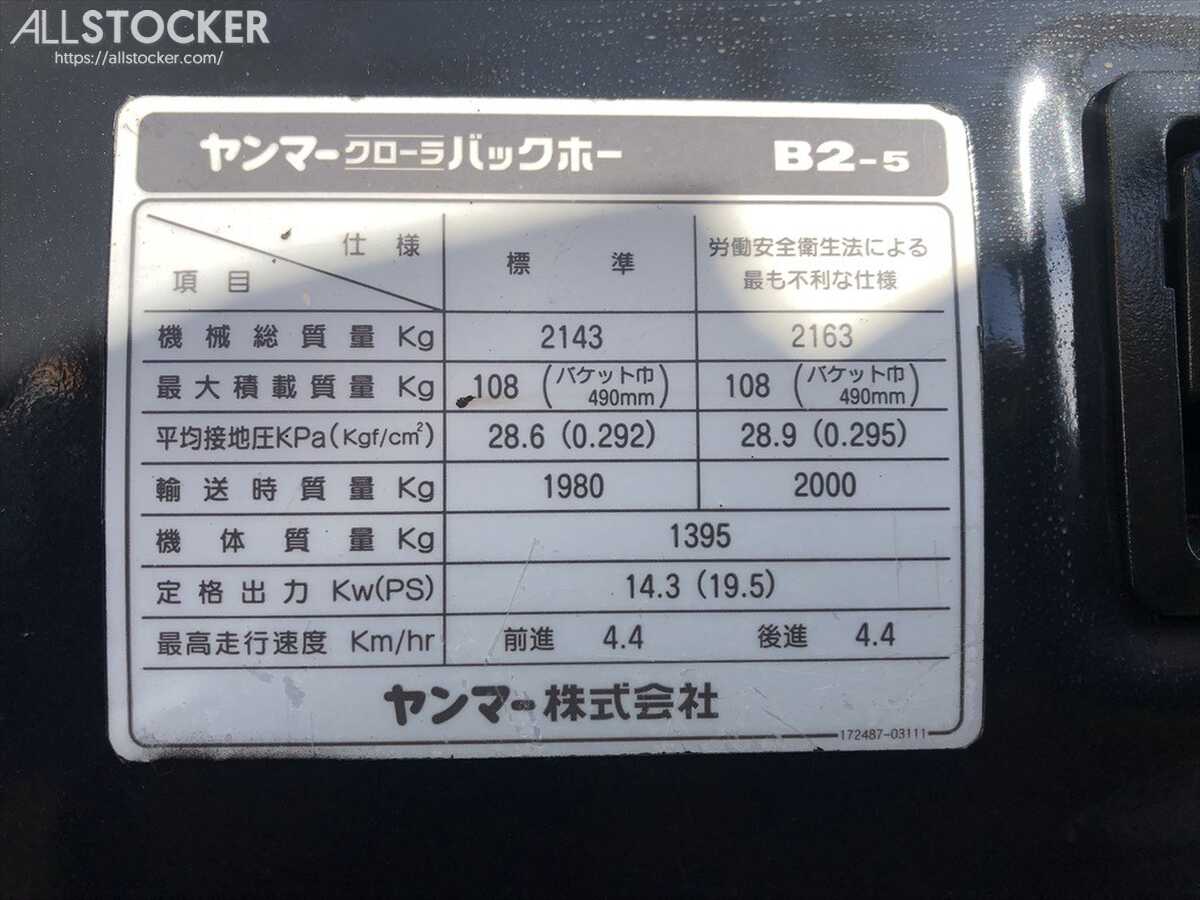 ALLSTOCKER
https://allstocker.com/
ヤンマークローラバックホー B2-5
仕様
項目
標準
労働安全衛生法による
最も不利な仕様
機械総質量 Kg 2143 2163
最大積載質量 Kg 108 (バケット巾 490mm) 108 (バケット巾 490mm)
平均接地圧KPa(Kgf/cm²) 28.6 (0.292) 28.9 (0.295)
輸送時質量 Kg 1980 2000
機体質量 Kg 1395
定格出力 Kw(PS) 14.3 (19.5)
最高走行速度 Km/hr 前進 4.4 後進 4.4
ヤンマー株式会社
172487-03111